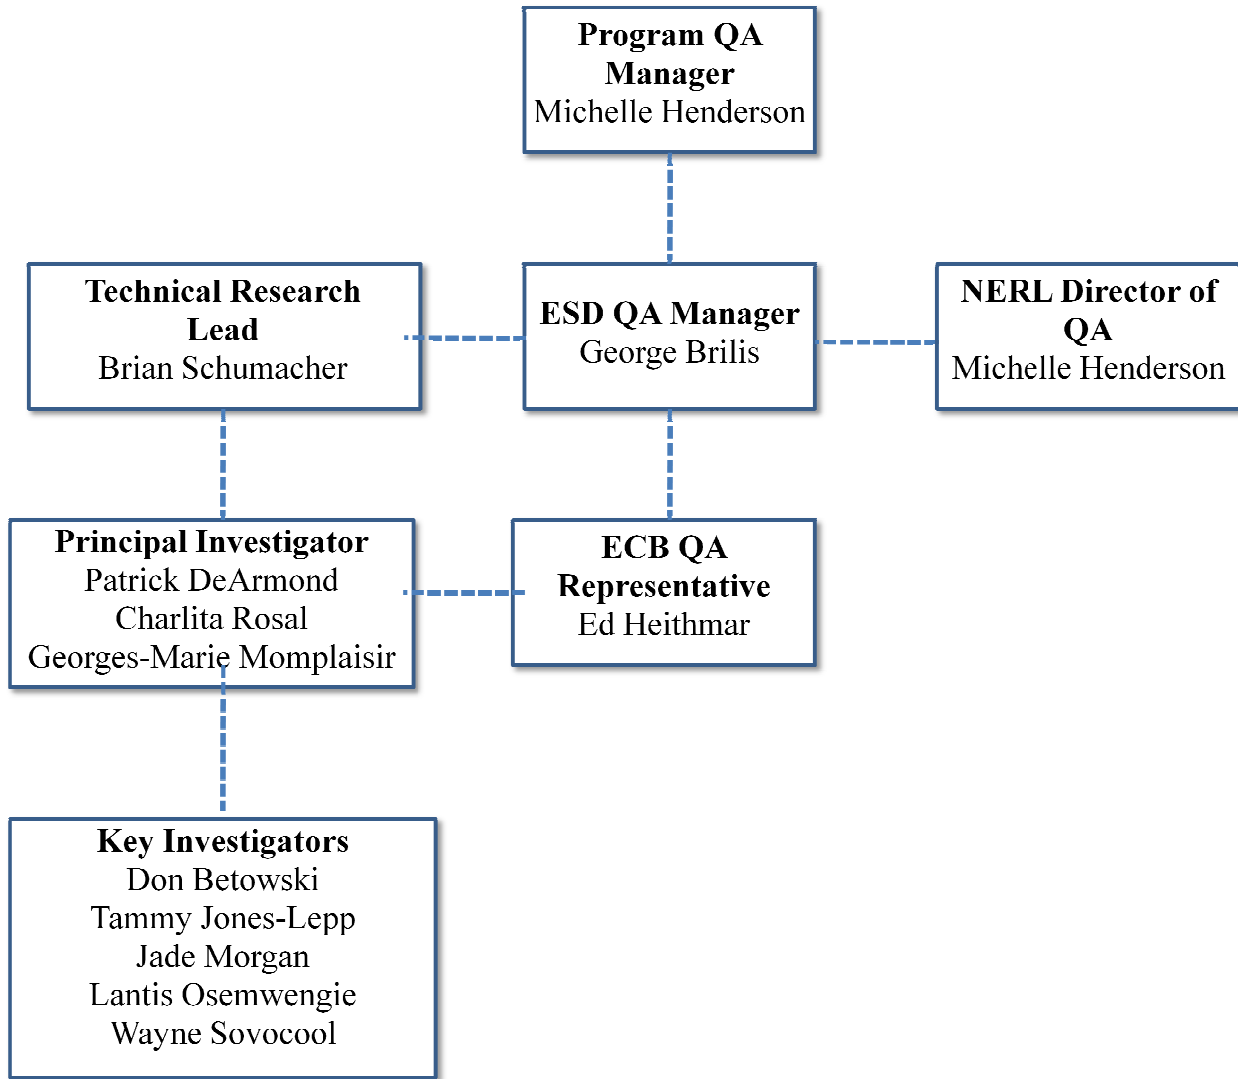 Program QA
Manager
Michelle Henderson
Technical Research
Lead
Brian Schumacher
ESD QA Manager
George Brilis
NERL Director of
QA
Michelle Henderson
Principal Investigator
Patrick DeArmond
Charlita Rosal
Georges-Marie Momplaisir
ECB QA
Representative
Ed Heithmar
Key Investigators
Don Betowski
Tammy Jones-Lepp
Jade Morgan
Lantis Osemwengie
Wayne Sovocool